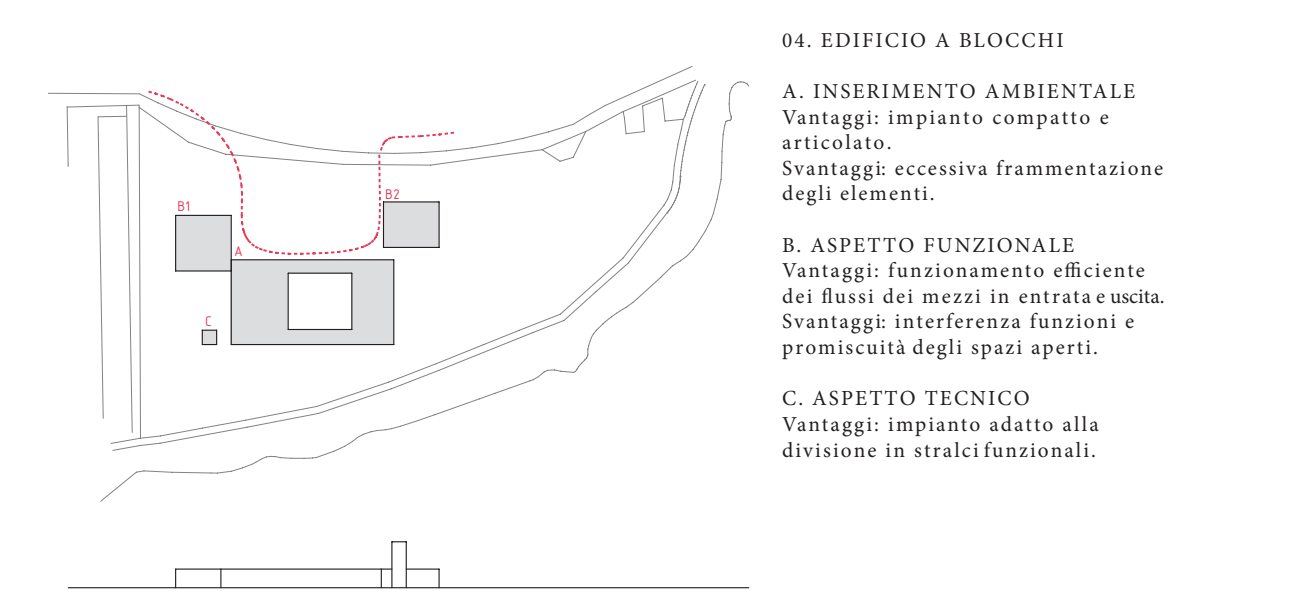 04. EDIFICIO A BLOCCHI
A. INSERIMENTO AMBIENTALE
Vantaggi: impianto compatto e
articolato.
Svantaggi: eccessiva frammentazione
degli elementi.
B. ASPETTO FUNZIONALE
Vantaggi: funzionamento efficiente
dei flussi dei mezzi in entrata e uscita.
Svantaggi: interferenza funzioni e
promiscuità degli spazi aperti.
C. ASPETTO TECNICO
Vantaggi: impianto adatto alla
divisione in stralci funzionali.
B1
B2
A
C